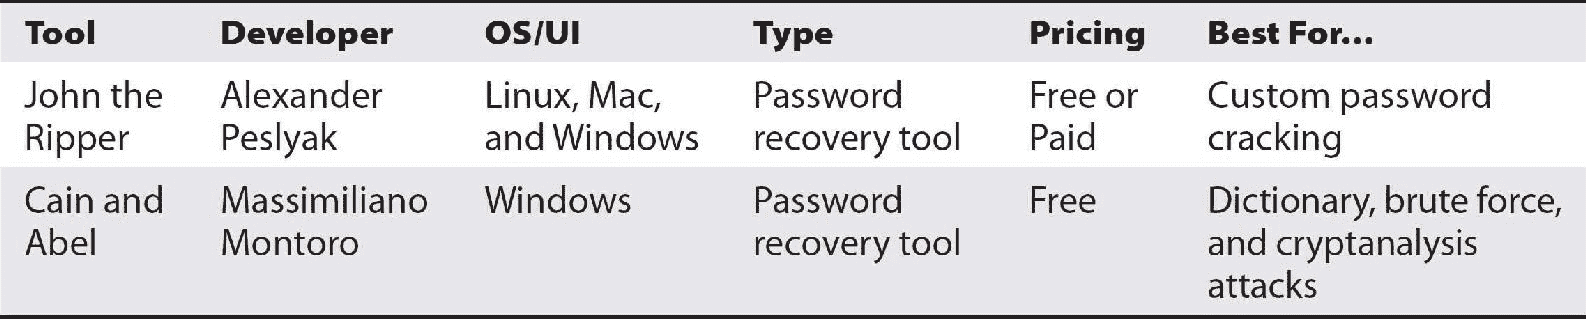 Tool Developer OS/UI Type Pricing Best For...
John the Ripper Alexander Peslyak Linux, Mac, and Windows Password recovery tool Free or Paid Custom password cracking
Cain and Abel Massimiliano Montoro Windows Password recovery tool Free Dictionary, brute force, and cryptanalysis attacks